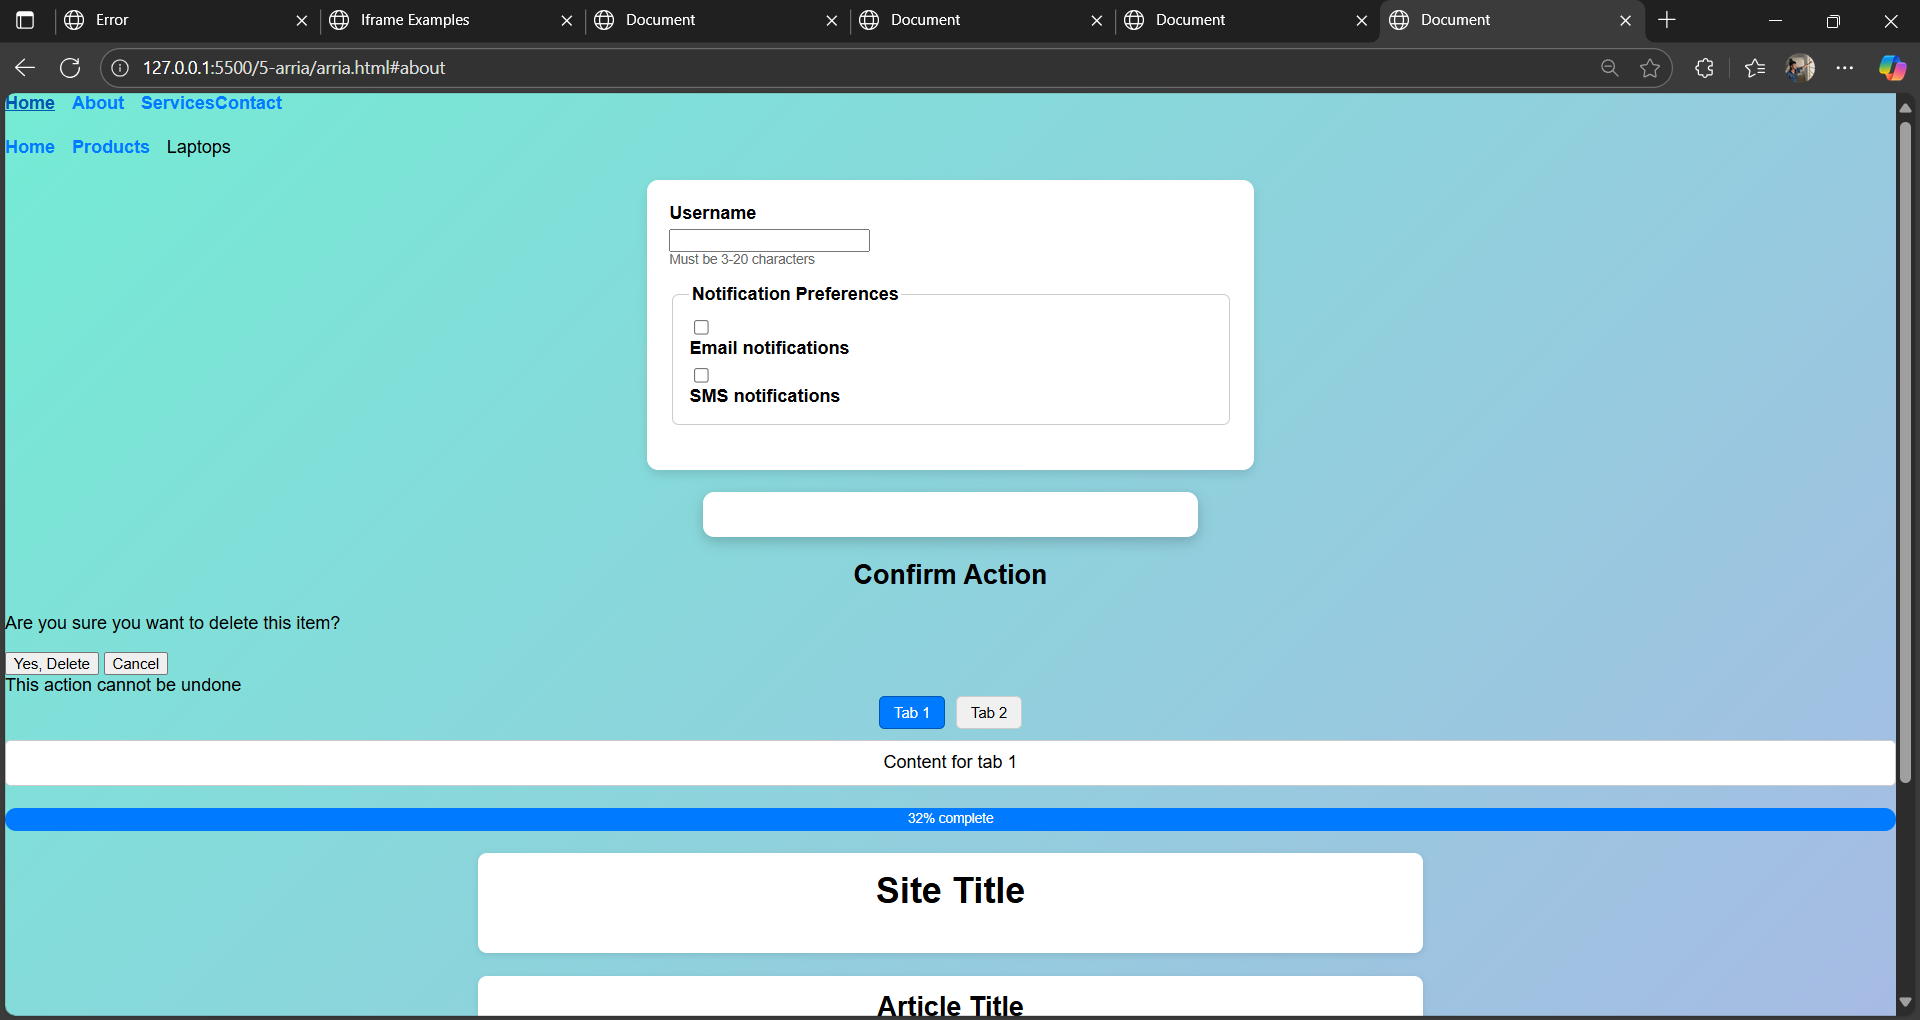 Error
Iframe Examples
Document
Document
Document
Document
127.0.0.1:5500/5-arria/arria.html#about
Home About ServicesContact
Home Products Laptops
Username
Must be 3-20 characters
Notification Preferences
Email notifications
SMS notifications
Confirm Action
Are you sure you want to delete this item?
Yes, Delete Cancel
This action cannot be undone
Tab 1 Tab 2
Content for tab 1
32% complete
Site Title
Article Title